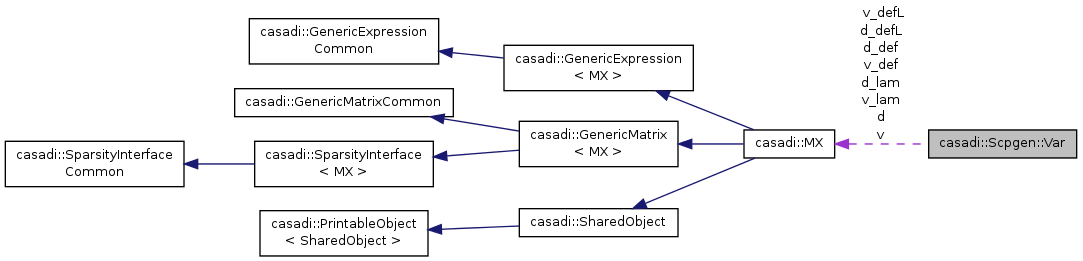 casadi::GenericExpression
Common
casadi::GenericExpression
< MX >
casadi::GenericMatrixCommon
casadi::GenericMatrix
< MX >
casadi::SparsityInterface
Common
casadi::SparsityInterface
< MX >
casadi::PrintableObject
< SharedObject >
casadi::SharedObject
casadi::MX
v_defL
d_defL
d_def
v_def
d_lam
v_lam
d
v
casadi::Scpgen::Var